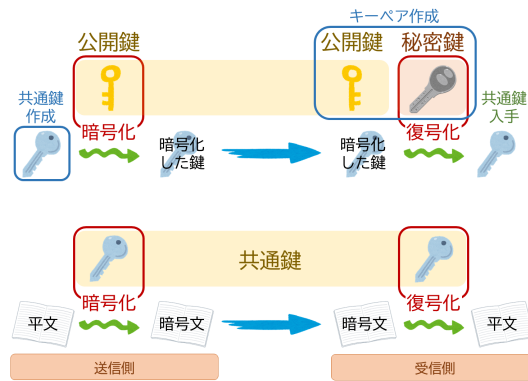 キーペア作成
公開鍵
公開鍵
秘密鍵
共通鍵
作成
共通鍵
入手
暗号化
暗号化
した鍵
暗号化
した鍵
復号化
共通鍵
暗号化
復号化
平文
暗号文
暗号文
平文
送信側
受信側